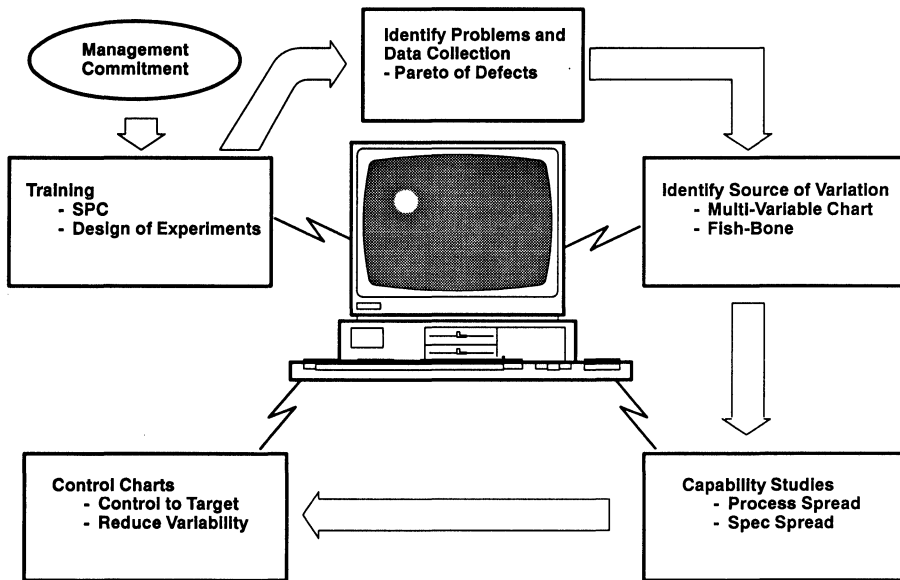 Management
Commitment
Identify Problems and
Data Collection
- Pareto of Defects
Training
- SPC
- Design of Experiments
Identify Source of Variation
- Multi-Variable Chart
- Fish-Bone
Capability Studies
- Process Spread
- Spec Spread
Control Charts
- Control to Target
- Reduce Variability